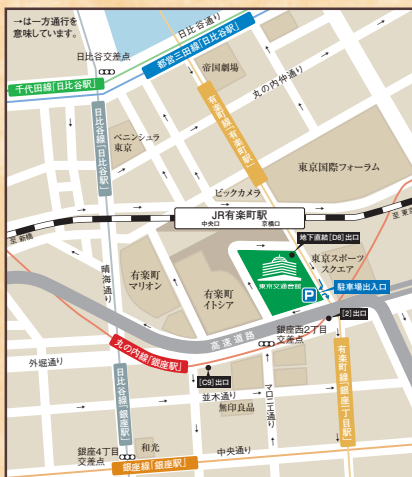 →は一方通行を
意味しています。
日比谷通り
都営三田線「日比谷駅」
日比谷交差点
帝国劇場
千代田線「日比谷駅」
丸の内仲通り
日比谷線「日比谷駅」
有楽町線「有楽町駅」
ペニンシュラ
東京
東京国際フォーラム
ビックカメラ
JR有楽町駅
中央口
京橋口
至 新橋
至 東京
地下直結[D8]出口
晴海通り
有楽町
マリオン
有楽町
イトシア
東京交通会館
東京スポーツ
スクエア
P
駐車場出入口
[2]出口
高速道路
銀座西2丁目
交差点
丸の内線「銀座駅」
外堀通り
[C9]出口
並木通り
無印良品
マロニエ通り
有楽町線「銀座一丁目駅」
日比谷線「銀座駅」
銀座4丁目
交差点
和光
中央通り
銀座線「銀座駅」